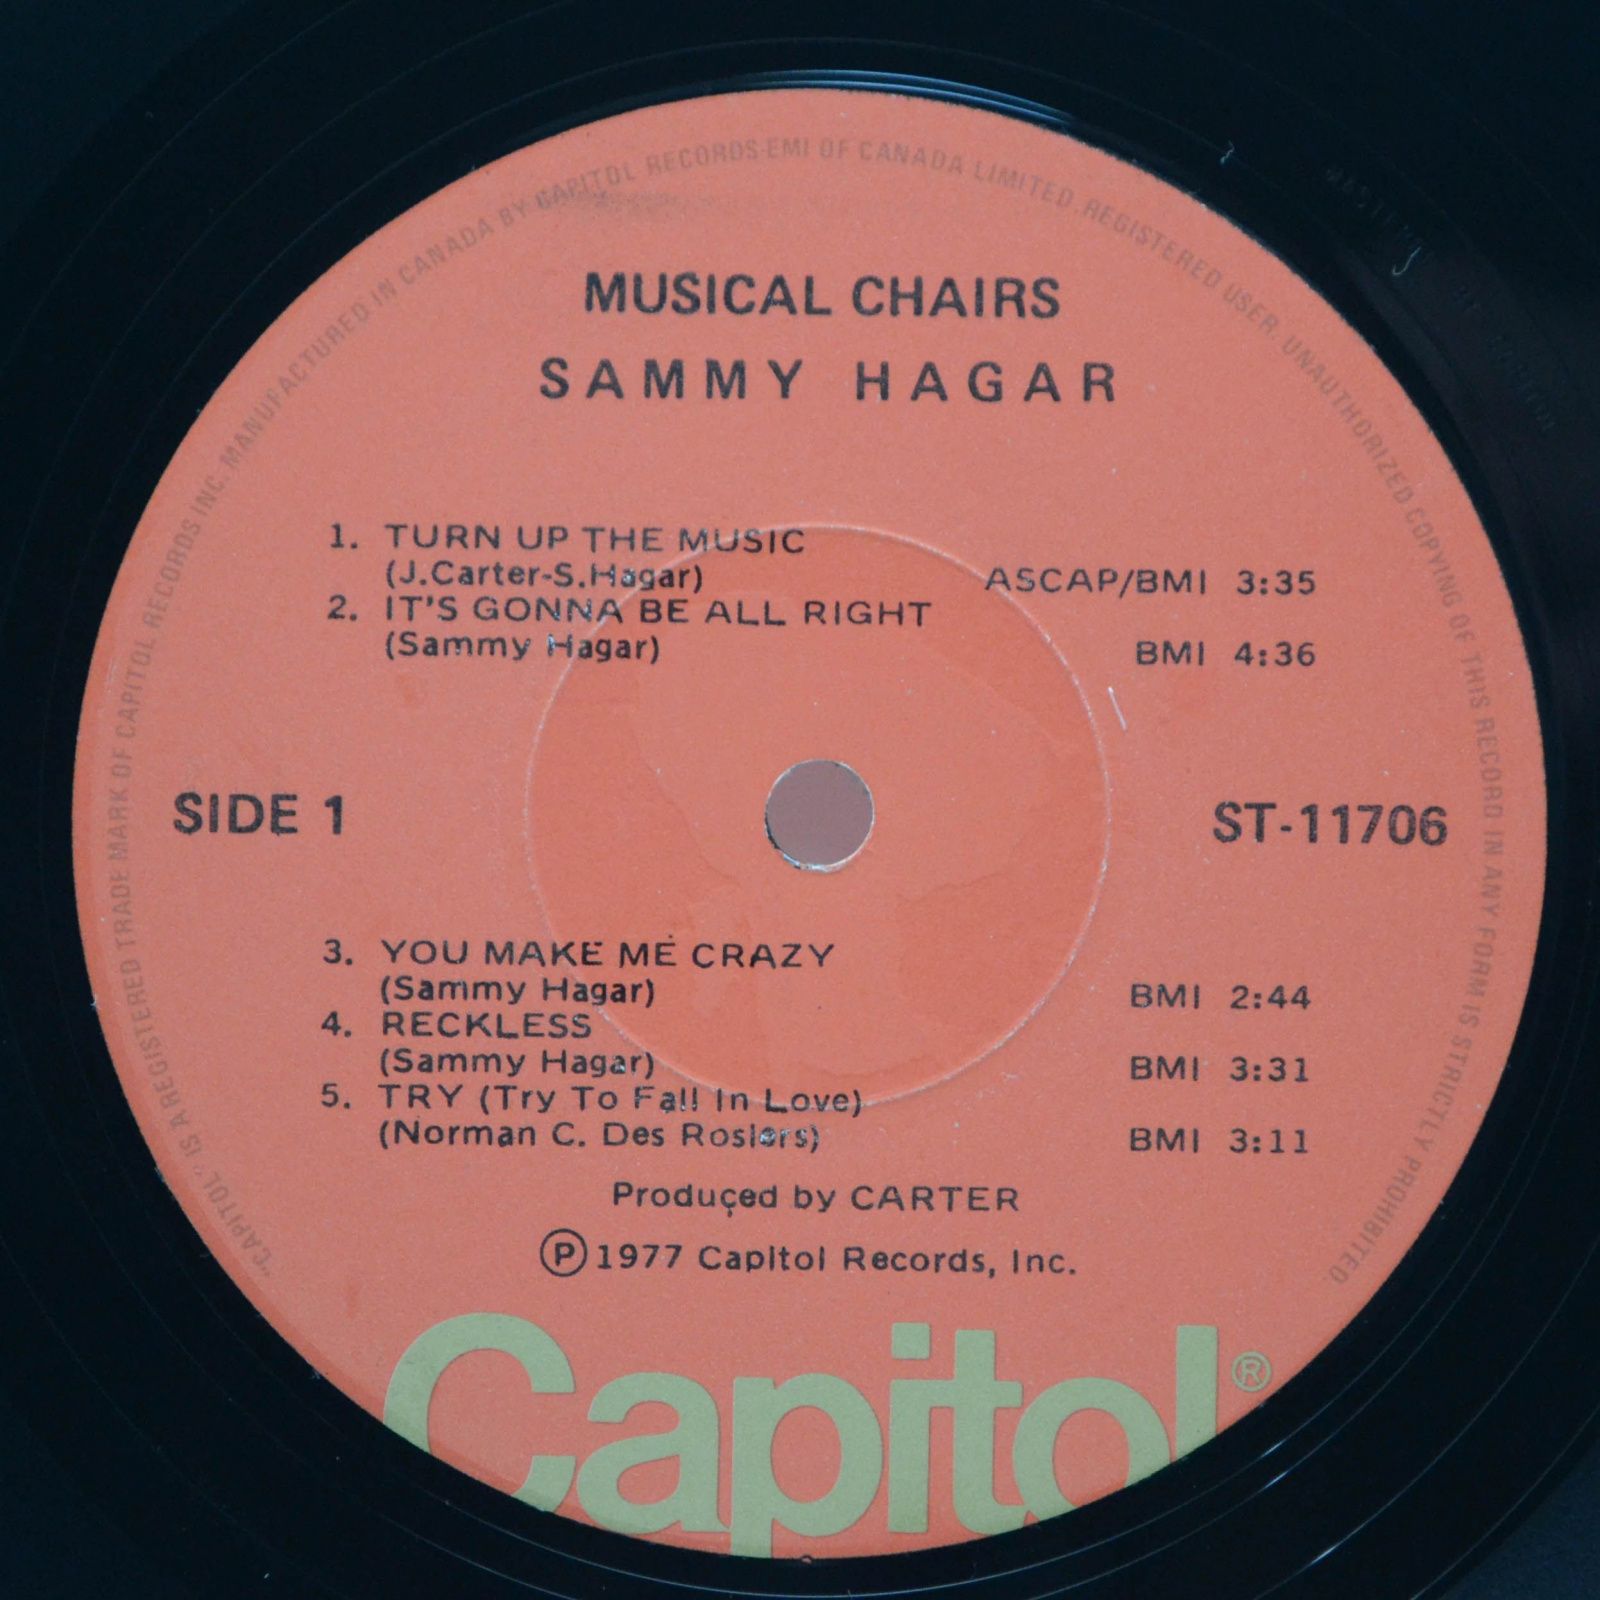 MUSICAL CHAIRS
SAMMY HAGAR
1. TURN UP THE MUSIC
(J.Carter-S.Hagar) ASCAP/BMI 3:35
2. IT'S GONNA BE ALL RIGHT
(Sammy Hagar) BMI 4:36
SIDE 1
ST-11706
3. YOU MAKE ME CRAZY
(Sammy Hagar) BMI 2:44
4. RECKLESS
(Sammy Hagar) BMI 3:31
5. TRY (Try To Fall In Love)
(Norman C. Des Rosiers) BMI 3:11
Produced by CARTER
Ⓟ1977 Capitol Records, Inc.
Capitol®
"CAPITOL" IS A REGISTERED TRADE MARK OF CAPITOL RECORDS INC. MANUFACTURED IN CANADA BY CAPITOL RECORDS-EMI OF CANADA LIMITED. REGISTERED USER. UNAUTHORIZED COPYING OF THIS RECORD IN ANY FORM IS STRICTLY PROHIBITED.